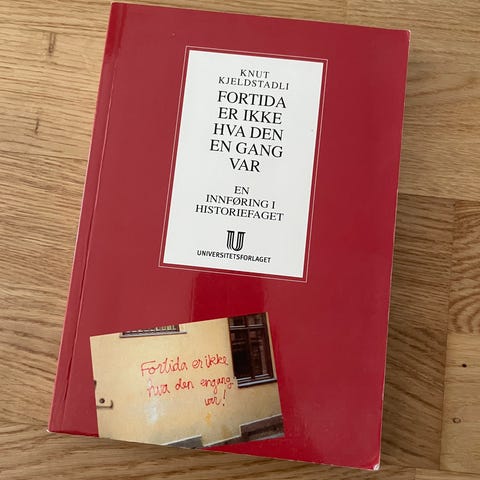 KNUT
KJELDSTADLI
FORTIDA
ER IKKE
HVA DEN
EN GANG
VAR
EN
INNFØRING I
HISTORIEFAGET
UNIVERSITETSFORLAGET
Fortida er ikke
hva den engang
var!